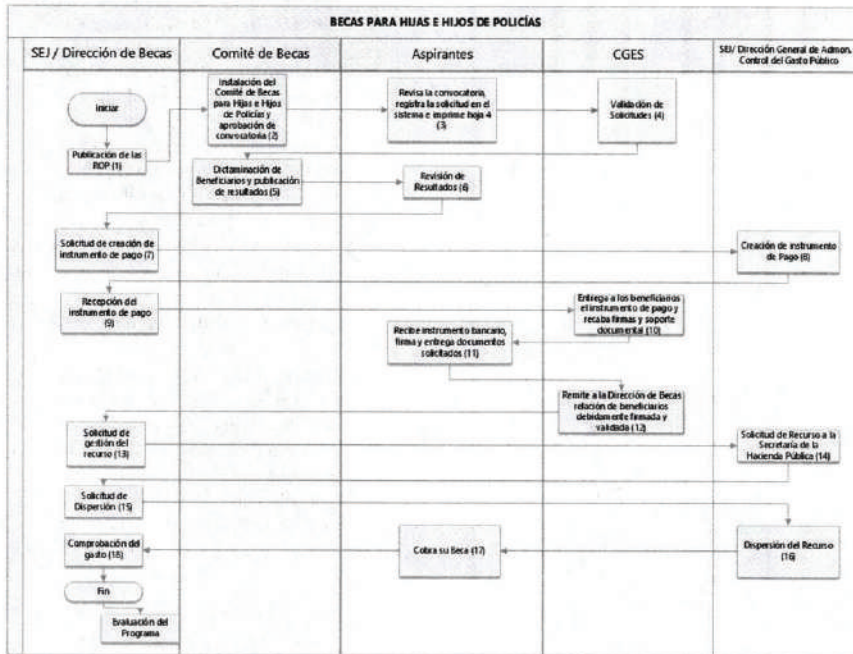 BECAS PARA HIJAS E HIJOS DE POLICÍAS
SEJ / Dirección de Becas
Comité de Becas
Aspirantes
CGES
SEJ/ Dirección General de Admon.
Control del Gasto Público
Iniciar
Publicación de las
ROP (1)
Instalación del
Comité de Becas
para Hijas e Hijos
de Policías y
aprobación de
convocatoria (2)
Revisa la convocatoria,
registra la solicitud en el
sistema e imprime hoja 4
(3)
Validación de
Solicitudes (4)
Dictaminación de
Beneficiarios y publicación
de resultados (5)
Revisión de
Resultados (6)
Solicitud de creación de
instrumento de pago (7)
Creación de instrumento
de Pago (8)
Recepción del
instrumento de pago
(9)
Entrega a los beneficiarios
el instrumento de pago y
recaba firmas y soporte
documental (10)
Recibe instrumento bancario,
firma y entrega documentos
solicitados (11)
Remite a la Dirección de Becas
relación de beneficiarios
debidamente firmada y
validada (12)
Solicitud de
gestión del
recurso (13)
Solicitud de Recurso a la
Secretaría de la
Hacienda Pública (14)
Solicitud de
Dispersión (15)
Dispersión del Recurso
(16)
Cobra su Beca (17)
Comprobación del
gasto (18)
Fin
Evaluación del
Programa